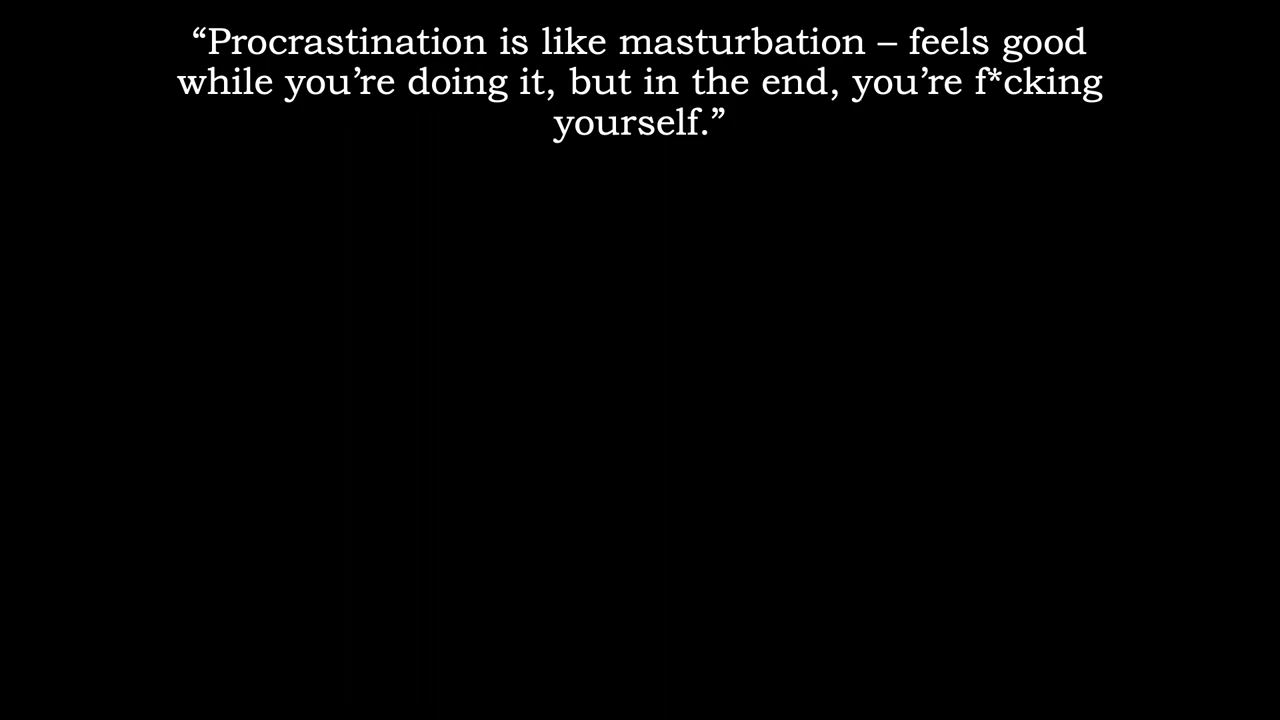 “Procrastination is like masturbation – feels good
while you’re doing it, but in the end, you’re f*cking
yourself.”